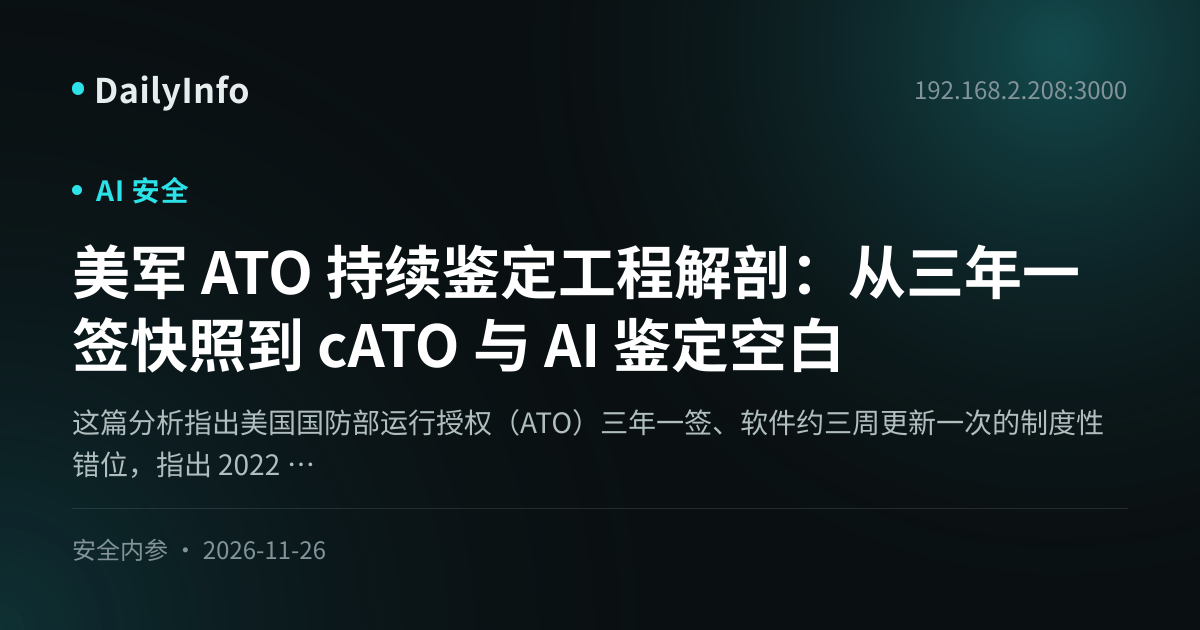 DailyInfo
192.168.2.208:3000
AI 安全
美军 ATO 持续鉴定工程解剖：从三年一
签快照到 cATO 与 AI 鉴定空白
这篇分析指出美国国防部运行授权（ATO）三年一签、软件约三周更新一次的制度性
错位，指出 2022 …
安全内参 • 2026-11-26